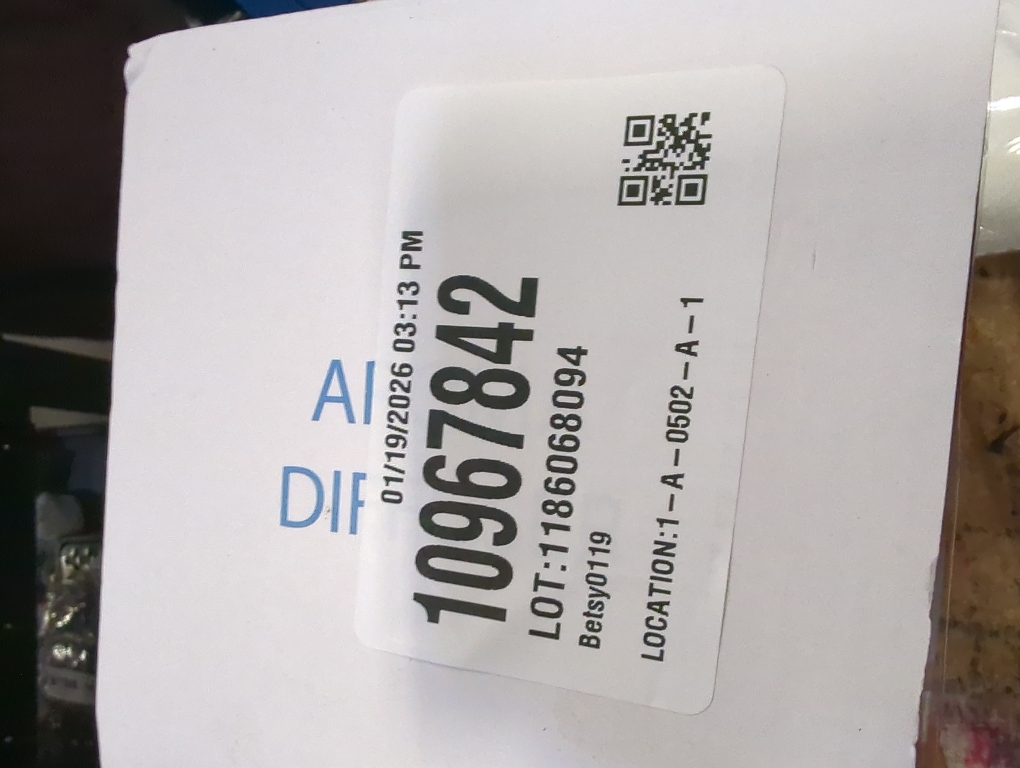 01/19/2026 03:13 PM
10967842
LOT:1186068094
Betsy0119
LOCATION:1-A-0502-A-1